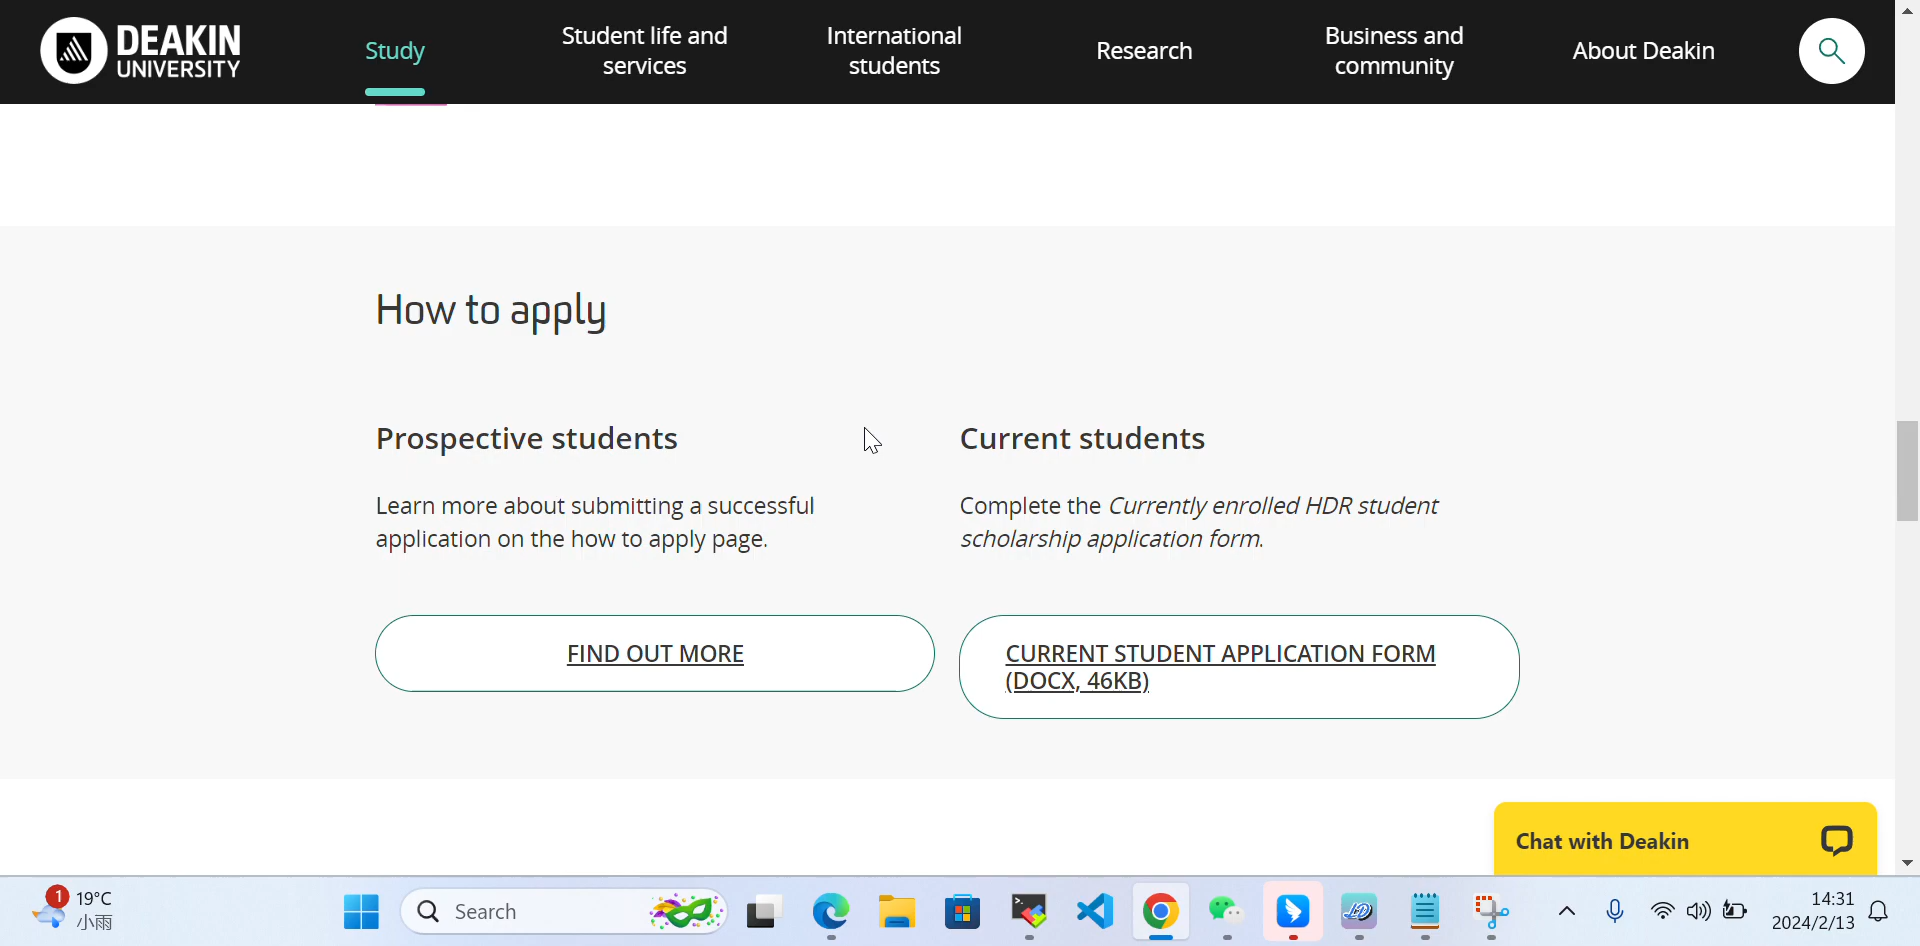 DEAKIN
UNIVERSITY
Study
Student life and
services
International
students
Research
Business and
community
About Deakin
How to apply
Prospective students
Learn more about submitting a successful
application on the how to apply page.
FIND OUT MORE
Current students
Complete the Currently enrolled HDR student
scholarship application form.
CURRENT STUDENT APPLICATION FORM
(DOCX, 46KB)
Chat with Deakin
1
19°C
小雨
Search
14:31
2024/2/13